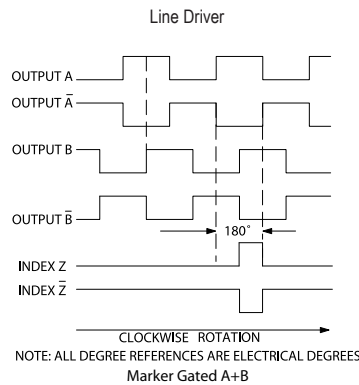 Line Driver
OUTPUT A
OUTPUT A̅
OUTPUT B
OUTPUT B̅
180°
INDEX Z
INDEX Z̅
CLOCKWISE ROTATION
NOTE: ALL DEGREE REFERENCES ARE ELECTRICAL DEGREES
Marker Gated A+B